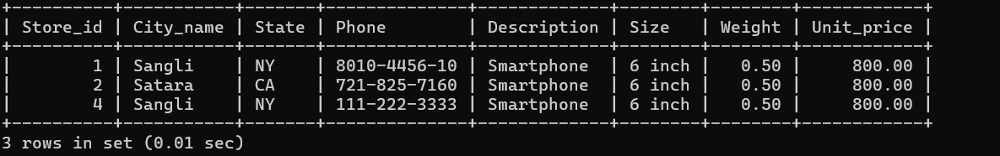 +----------+-----------+-------+--------------+-------------+--------+--------+------------+
| Store_id | City_name | State | Phone        | Description | Size   | Weight | Unit_price |
+----------+-----------+-------+--------------+-------------+--------+--------+------------+
|        1 | Sangli    | NY    | 8010-4456-10 | Smartphone  | 6 inch |   0.50 |     800.00 |
|        2 | Satara    | CA    | 721-825-7160 | Smartphone  | 6 inch |   0.50 |     800.00 |
|        4 | Sangli    | NY    | 111-222-3333 | Smartphone  | 6 inch |   0.50 |     800.00 |
+----------+-----------+-------+--------------+-------------+--------+--------+------------+
3 rows in set (0.01 sec)